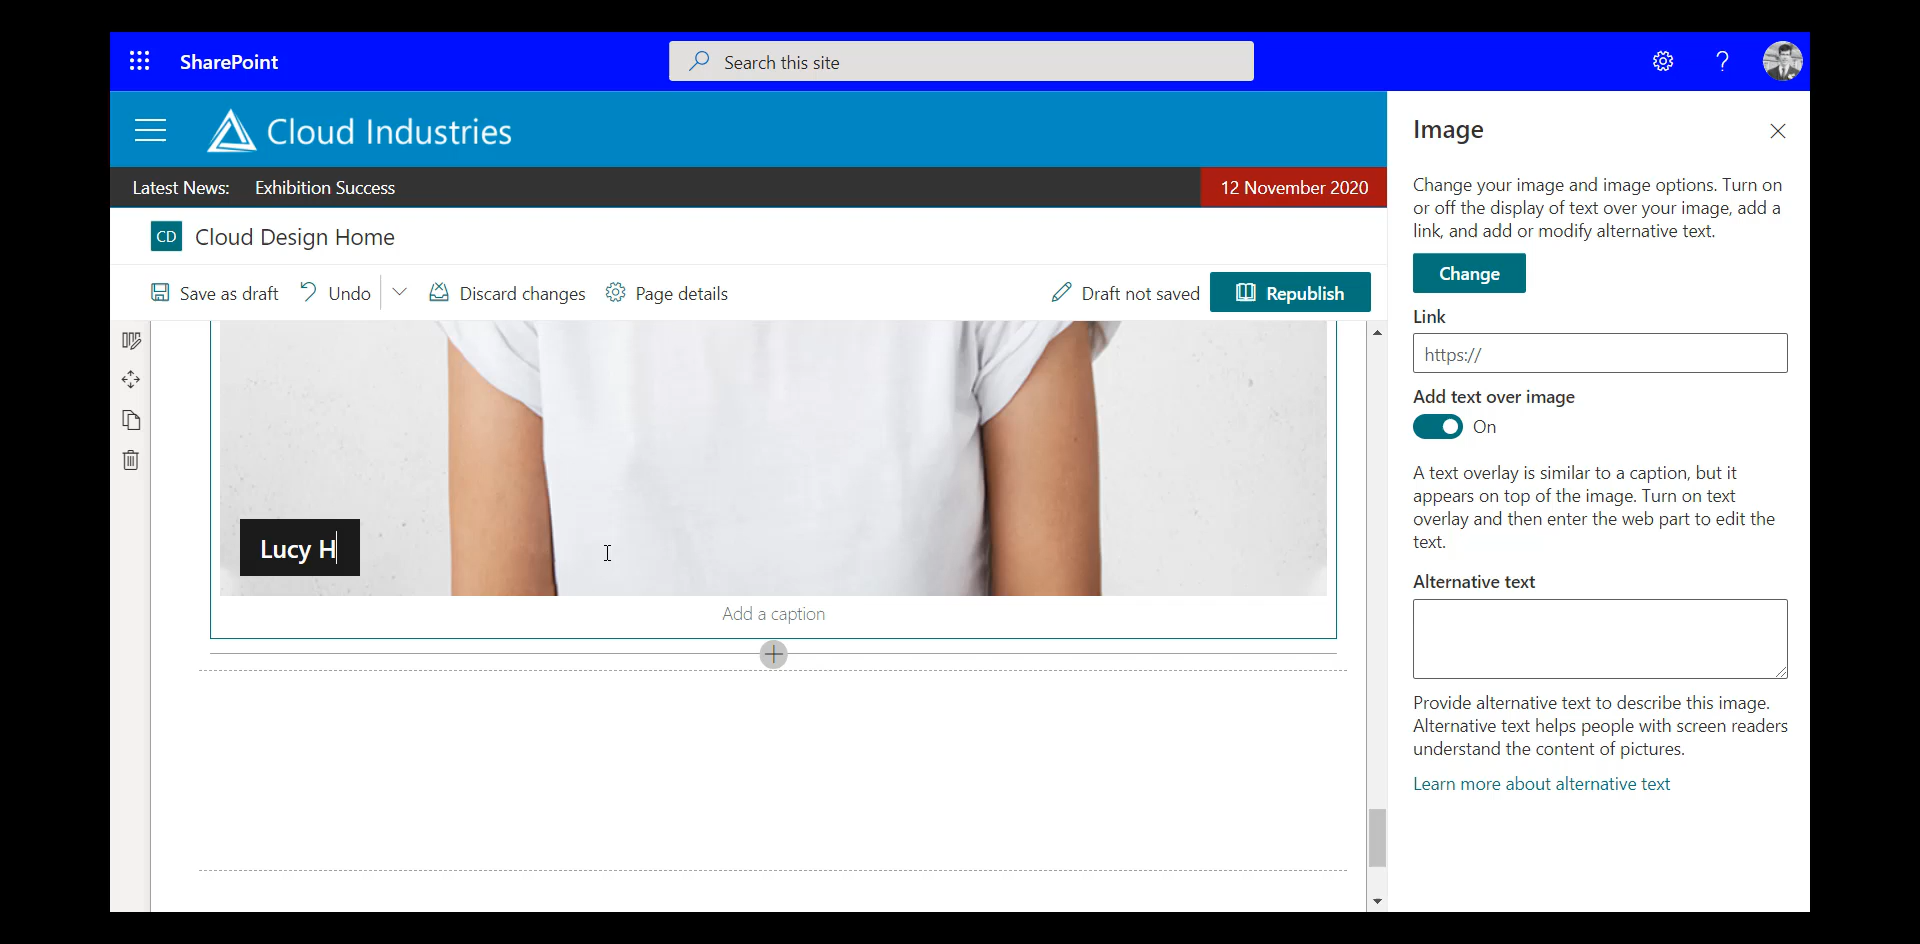 SharePoint
Search this site
Cloud Industries
Latest News: Exhibition Success
12 November 2020
CD Cloud Design Home
Save as draft
Undo
Discard changes
Page details
Draft not saved
Republish
Lucy H
Add a caption
Image
Change your image and image options. Turn on
or off the display of text over your image, add a
link, and add or modify alternative text.
Change
Link
https://
Add text over image
On
A text overlay is similar to a caption, but it
appears on top of the image. Turn on text
overlay and then enter the web part to edit the
text.
Alternative text
Provide alternative text to describe this image.
Alternative text helps people with screen readers
understand the content of pictures.
Learn more about alternative text